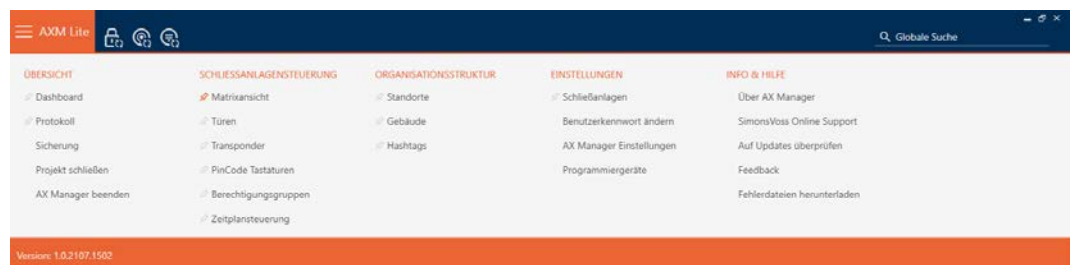 AXM Lite
Globale Suche
ÜBERSICHT
Dashboard
Protokoll
Sicherung
Projekt schließen
AX Manager beenden
SCHLIESSANLAGENSTEUERUNG
Matrixansicht
Türen
Transponder
PinCode Tastaturen
Berechtigungsgruppen
Zeitplansteuerung
ORGANISATIONSSTRUKTUR
Standorte
Gebäude
Hashtags
EINSTELLUNGEN
Schließanlagen
Benutzerkennwort ändern
AX Manager Einstellungen
Programmiergeräte
INFO & HILFE
Über AX Manager
SimonsVoss Online Support
Auf Updates überprüfen
Feedback
Fehlerdateien herunterladen
Version: 1.0.2107.1502